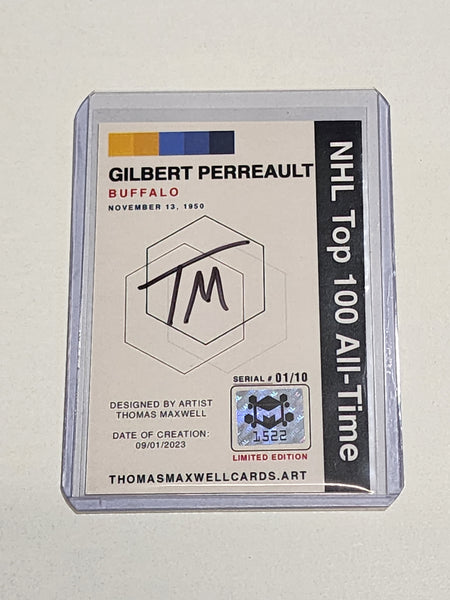 GILBERT PERREAULT
BUFFALO
NOVEMBER 13, 1950
NHL Top 100 All-Time
TM
SERIAL # 01/10
M
1522
LIMITED EDITION
DESIGNED BY ARTIST
THOMAS MAXWELL
DATE OF CREATION:
09/01/2023
THOMASMAXWELLCARDS.ART